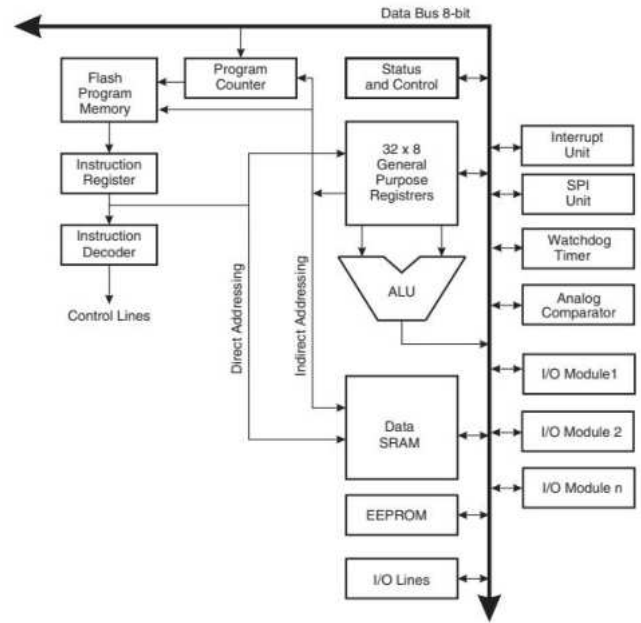 Data Bus 8-bit
Flash
Program
Memory
Program
Counter
Status
and Control
32 x 8
General
Purpose
Registrers
Interrupt
Unit
Instruction
Register
SPI
Unit
Instruction
Decoder
Watchdog
Timer
Control Lines
Direct Addressing
Indirect Addressing
ALU
Analog
Comparator
I/O Module1
Data
SRAM
I/O Module 2
I/O Module n
EEPROM
I/O Lines